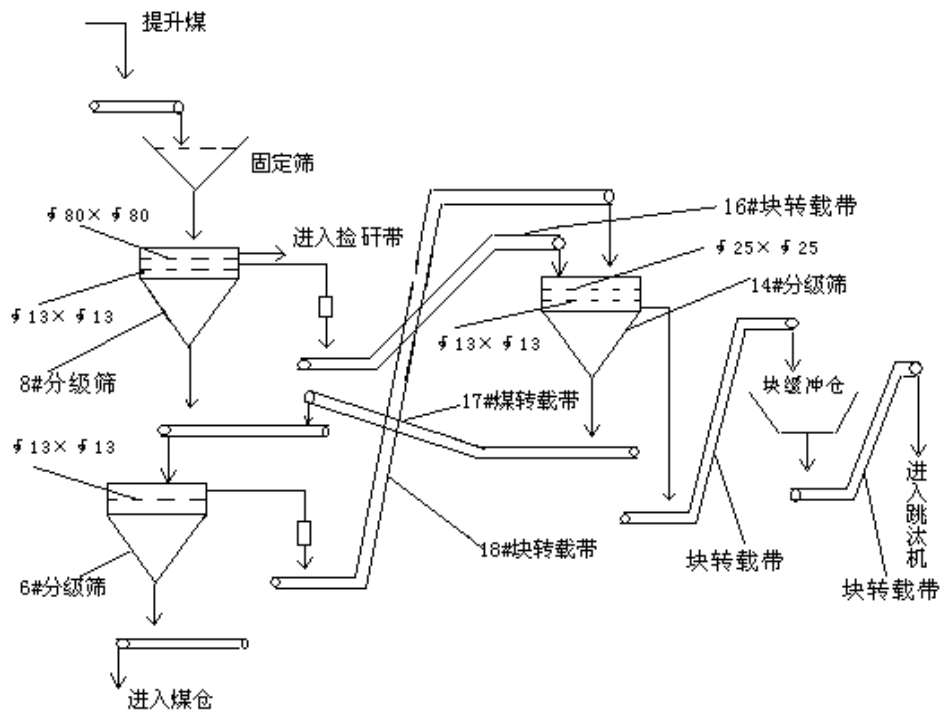 提升煤
固定筛
∮80×∮80
进入捡矸带
16#块转载带
∮25×∮25
14#分级筛
∮13×∮13
∮13×∮13
8#分级筛
17#煤转载带
块缓冲仓
∮13×∮13
进入跳汰机
18#块转载带
块转载带
块转载带
6#分级筛
进入煤仓